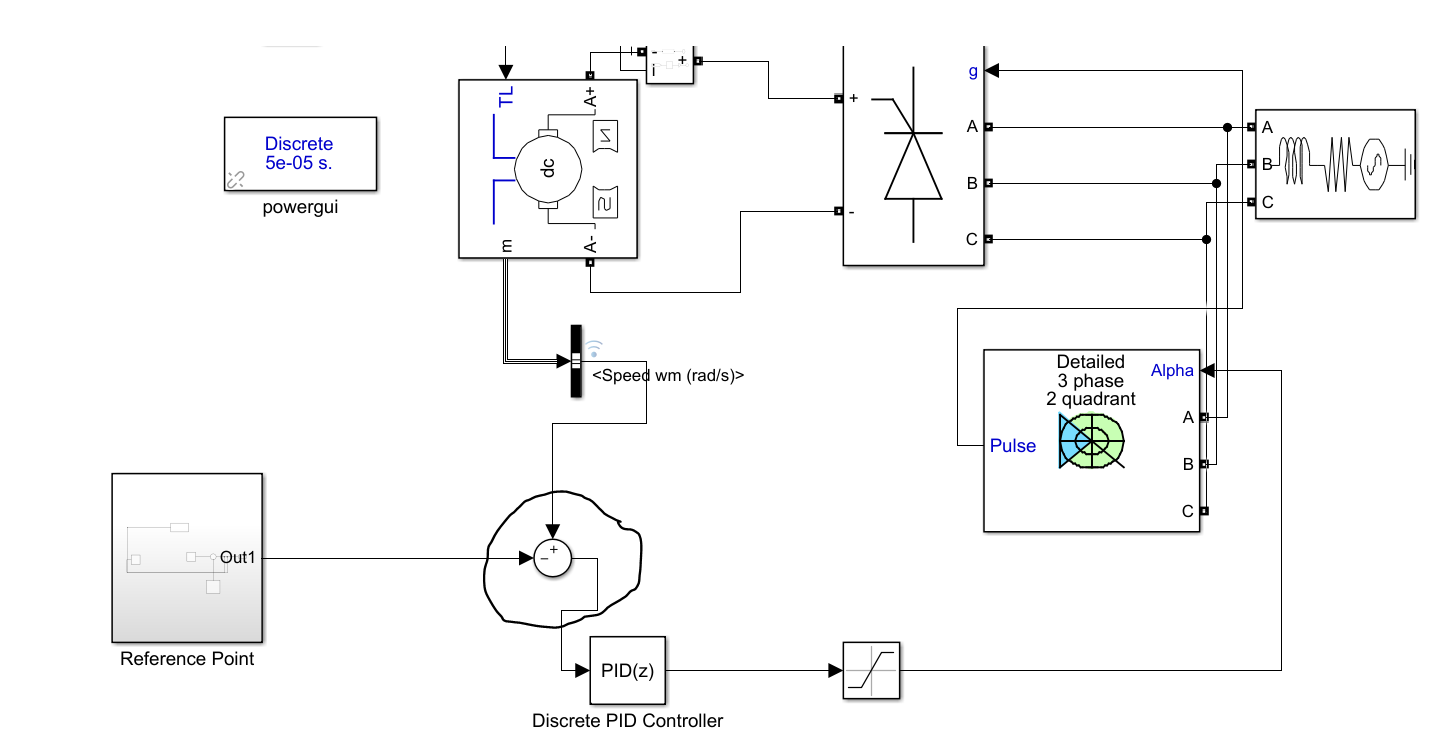 TL
A+
dc
m
A-
-
i
+
Discrete
5e-05 s.
powergui
+
-
g
A
B
C
A
B
C
<Speed wm (rad/s)>
Detailed
3 phase
2 quadrant
Alpha
A
Pulse
B
C
Out1
Reference Point
+
−
PID(z)
Discrete PID Controller